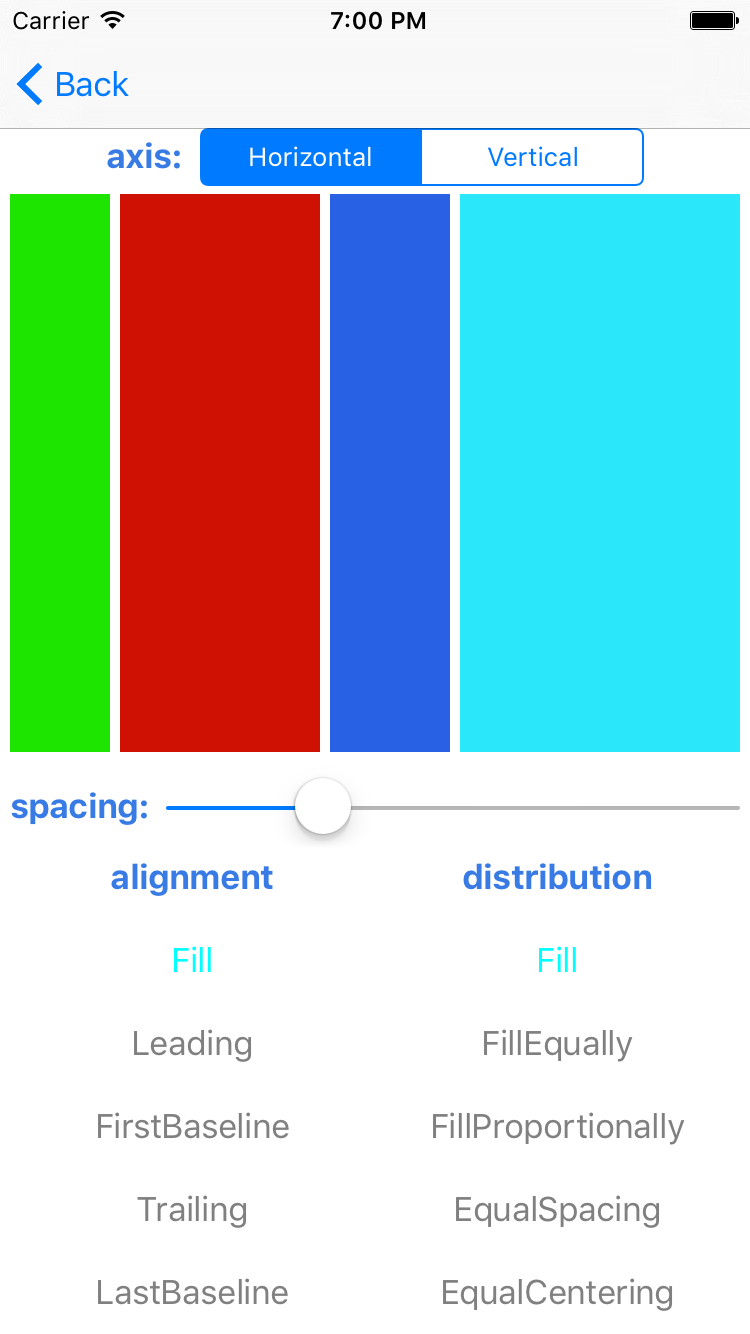 Carrier 7:00 PM
Back
axis: Horizontal Vertical
spacing:
alignment distribution
Fill Fill
Leading FillEqually
FirstBaseline FillProportionally
Trailing EqualSpacing
LastBaseline EqualCentering